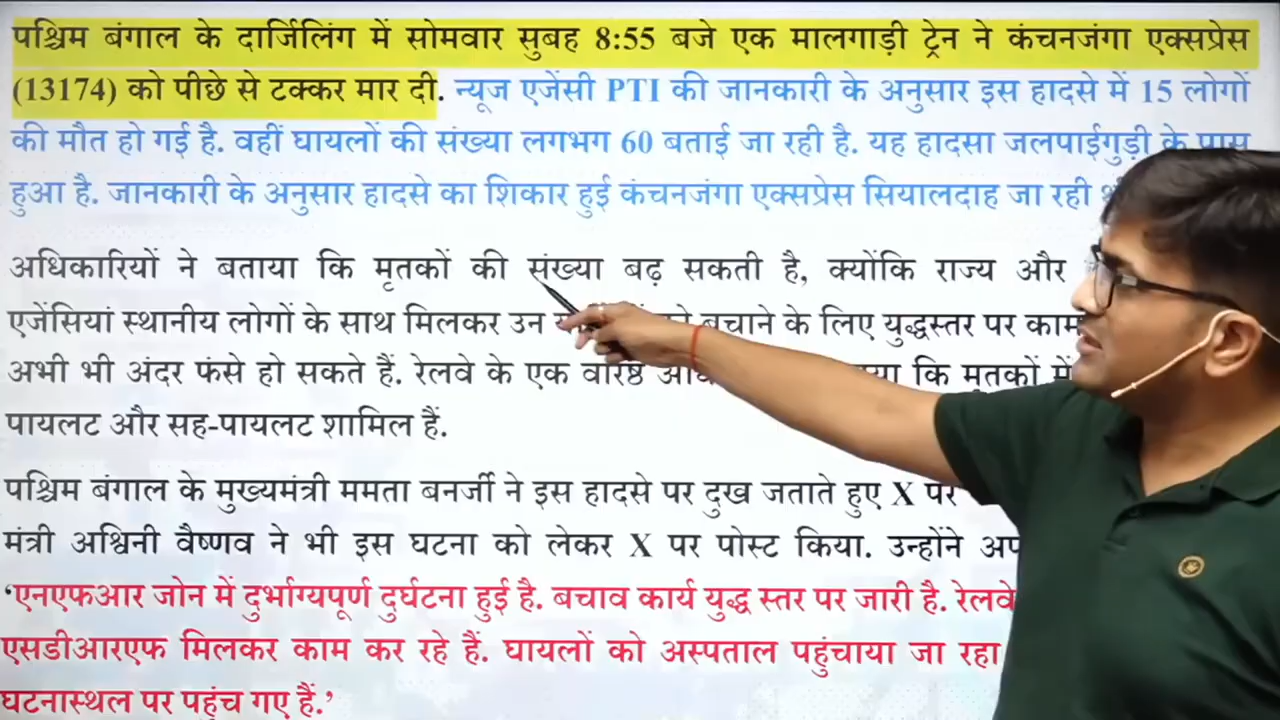 पश्चिम बंगाल के दार्जिलिंग में सोमवार सुबह 8:55 बजे एक मालगाड़ी ट्रेन ने कंचनजंगा एक्सप्रेस
(13174) को पीछे से टक्कर मार दी. न्यूज एजेंसी PTI की जानकारी के अनुसार इस हादसे में 15 लोगों
की मौत हो गई है. वहीं घायलों की संख्या लगभग 60 बताई जा रही है. यह हादसा जलपाईगुड़ी के पास
हुआ है. जानकारी के अनुसार हादसे का शिकार हुई कंचनजंगा एक्सप्रेस सियालदाह जा रही
अधिकारियों ने बताया कि मृतकों की संख्या बढ़ सकती है, क्योंकि राज्य और
एजेंसियां स्थानीय लोगों के साथ मिलकर उन बचाने के लिए युद्धस्तर पर काम
अभी भी अंदर फंसे हो सकते हैं. रेलवे के एक वरिष्ठ कि मृतकों में
पायलट और सह-पायलट शामिल हैं.
पश्चिम बंगाल के मुख्यमंत्री ममता बनर्जी ने इस हादसे पर दुख जताते हुए X पर
मंत्री अश्विनी वैष्णव ने भी इस घटना को लेकर X पर पोस्ट किया. उन्होंने
‘एनएफआर जोन में दुर्भाग्यपूर्ण दुर्घटना हुई है. बचाव कार्य युद्ध स्तर पर जारी है. रेलवे
एसडीआरएफ मिलकर काम कर रहे हैं. घायलों को अस्पताल पहुंचाया जा रहा
घटनास्थल पर पहुंच गए हैं.’